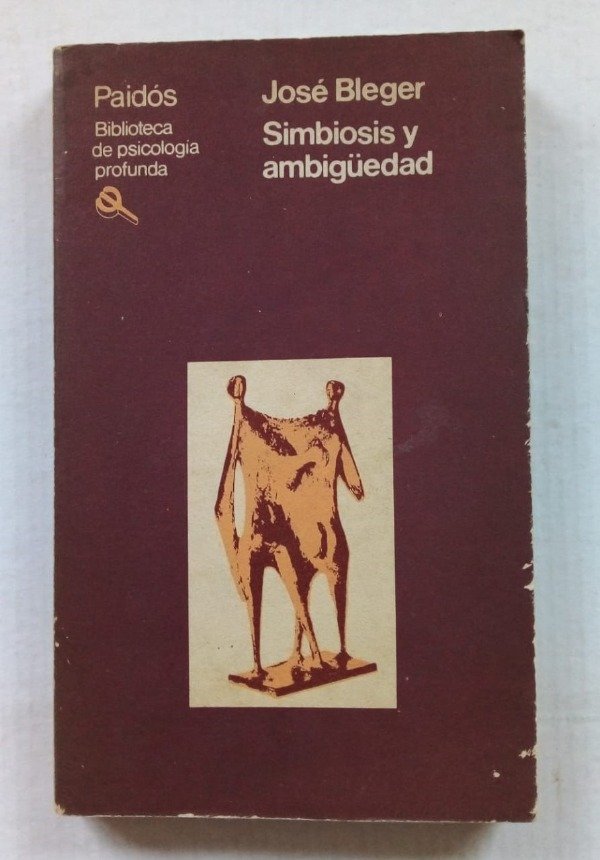 Paidós
Biblioteca
de psicología
profunda
José Bleger
Simbiosis y
ambigüedad